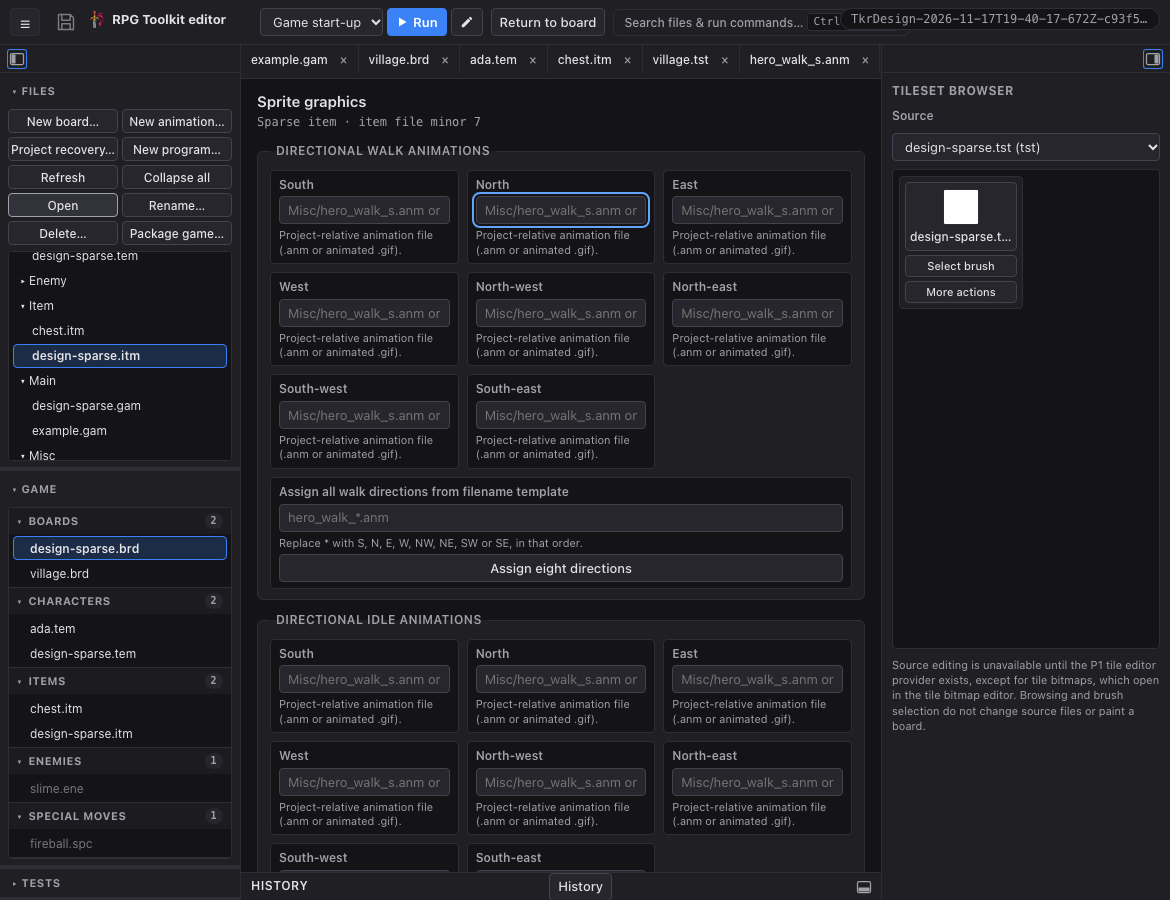 RPG Toolkit editor
Game start-up
Run
Return to board
Search files & run commands...
Ctrl
TkrDesign-2026-11-17T19-40-17-672Z-c93f5…
FILES
New board...
New animation...
Project recovery...
New program...
Refresh
Collapse all
Open
Rename...
Delete...
Package game...
design-sparse.tem
Enemy
Item
chest.itm
design-sparse.itm
Main
design-sparse.gam
example.gam
Misc
GAME
BOARDS 2
design-sparse.brd
village.brd
CHARACTERS 2
ada.tem
design-sparse.tem
ITEMS 2
chest.itm
design-sparse.itm
ENEMIES 1
slime.ene
SPECIAL MOVES 1
fireball.spc
TESTS
example.gam ×
village.brd ×
ada.tem ×
chest.itm ×
village.tst ×
hero_walk_s.anm ×
Sprite graphics
Sparse item · item file minor 7
DIRECTIONAL WALK ANIMATIONS
South
Misc/hero_walk_s.anm or
Project-relative animation file
(.anm or animated .gif).
North
Misc/hero_walk_s.anm or
Project-relative animation file
(.anm or animated .gif).
East
Misc/hero_walk_s.anm or
Project-relative animation file
(.anm or animated .gif).
West
Misc/hero_walk_s.anm or
Project-relative animation file
(.anm or animated .gif).
North-west
Misc/hero_walk_s.anm or
Project-relative animation file
(.anm or animated .gif).
North-east
Misc/hero_walk_s.anm or
Project-relative animation file
(.anm or animated .gif).
South-west
Misc/hero_walk_s.anm or
Project-relative animation file
(.anm or animated .gif).
South-east
Misc/hero_walk_s.anm or
Project-relative animation file
(.anm or animated .gif).
Assign all walk directions from filename template
hero_walk_*.anm
Replace * with S, N, E, W, NW, NE, SW or SE, in that order.
Assign eight directions
DIRECTIONAL IDLE ANIMATIONS
South
Misc/hero_walk_s.anm or
Project-relative animation file
(.anm or animated .gif).
North
Misc/hero_walk_s.anm or
Project-relative animation file
(.anm or animated .gif).
East
Misc/hero_walk_s.anm or
Project-relative animation file
(.anm or animated .gif).
West
Misc/hero_walk_s.anm or
Project-relative animation file
(.anm or animated .gif).
North-west
Misc/hero_walk_s.anm or
Project-relative animation file
(.anm or animated .gif).
North-east
Misc/hero_walk_s.anm or
Project-relative animation file
(.anm or animated .gif).
South-west
South-east
HISTORY
History
TILESET BROWSER
Source
design-sparse.tst (tst)
design-sparse.t...
Select brush
More actions
Source editing is unavailable until the P1 tile editor
provider exists, except for tile bitmaps, which open
in the tile bitmap editor. Browsing and brush
selection do not change source files or paint a
board.